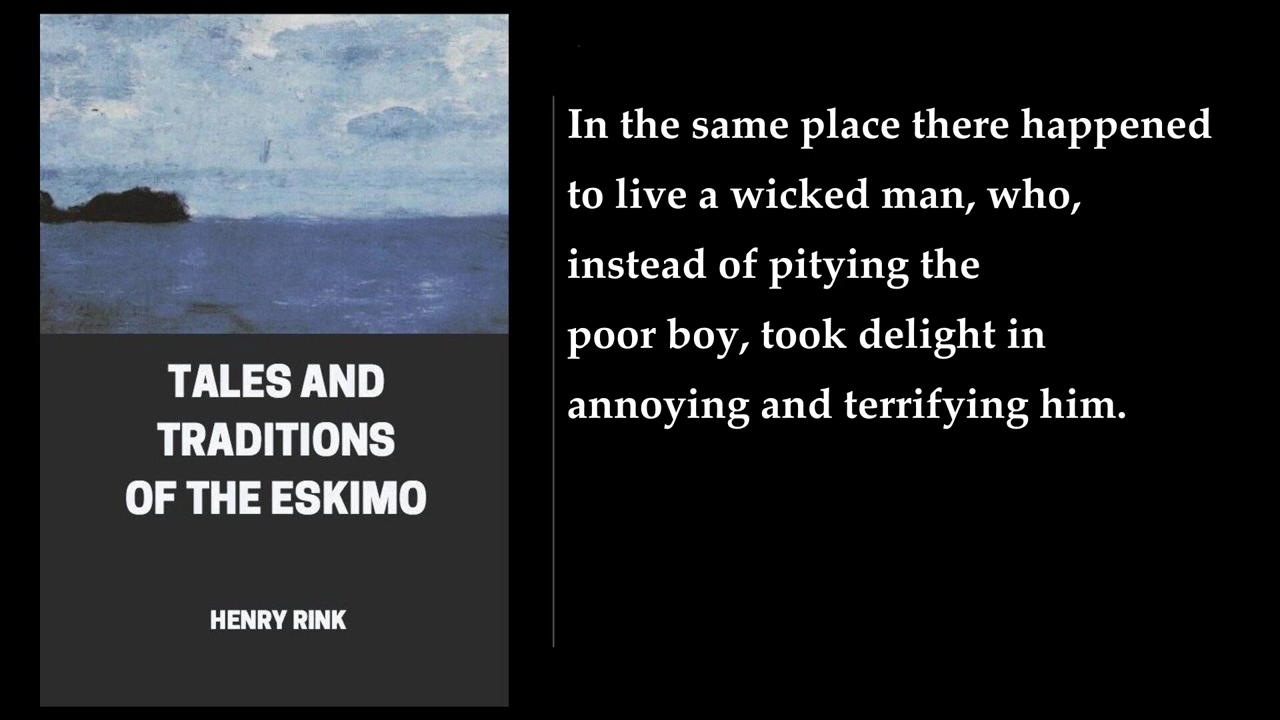 TALES AND
TRADITIONS
OF THE ESKIMO
HENRY RINK
In the same place there happened
to live a wicked man, who,
instead of pitying the
poor boy, took delight in
annoying and terrifying him.